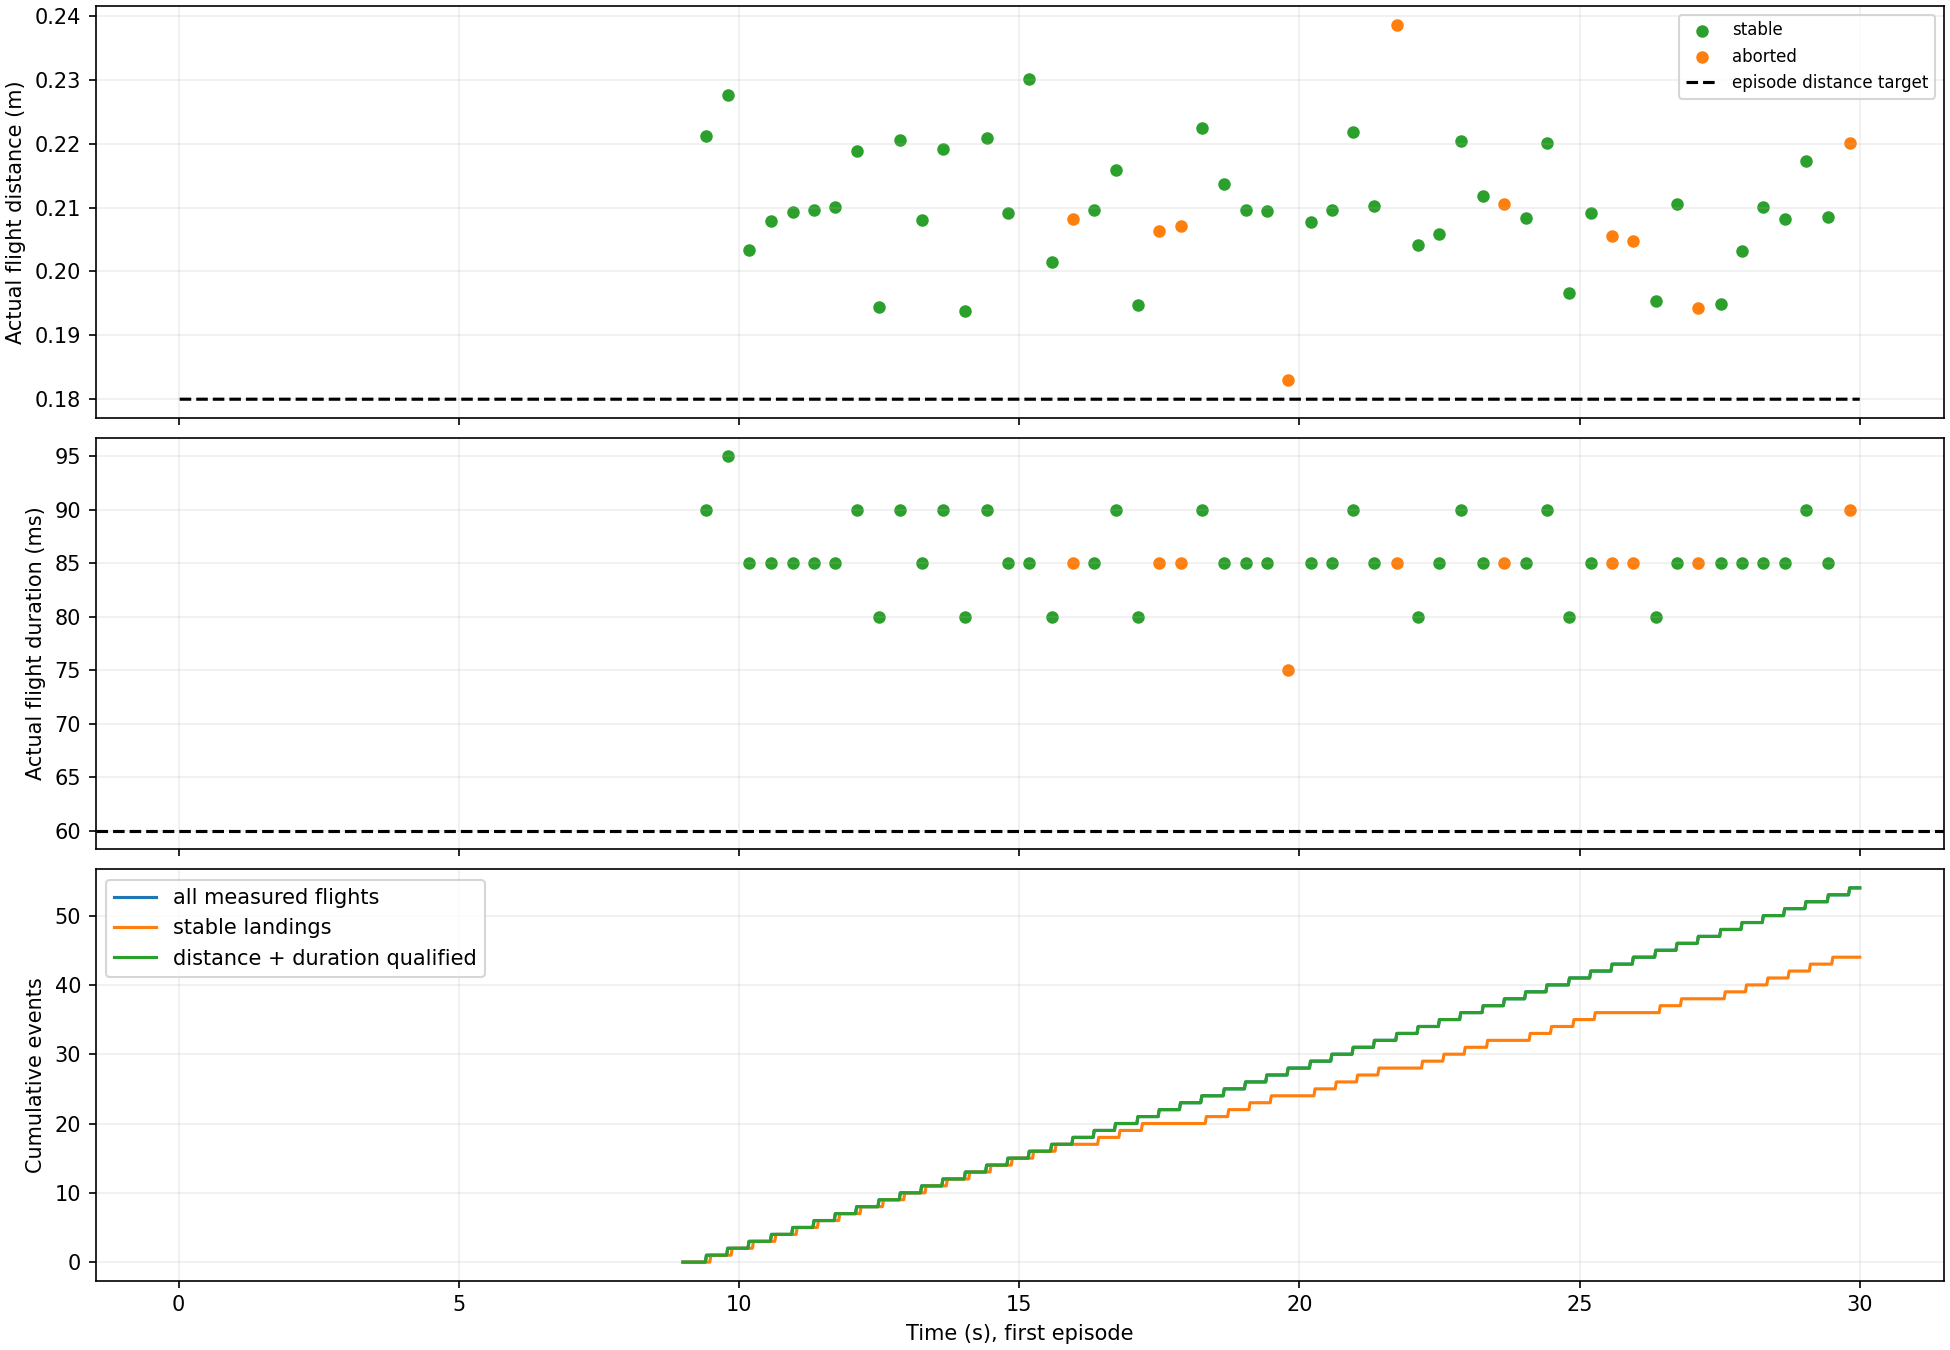 0.24
0.23
0.22
0.21
0.20
0.19
0.18
Actual flight distance (m)
stable
aborted
episode distance target
95
90
85
80
75
70
65
60
Actual flight duration (ms)
50
40
30
20
10
0
Cumulative events
all measured flights
stable landings
distance + duration qualified
0 5 10 15 20 25 30
Time (s), first episode